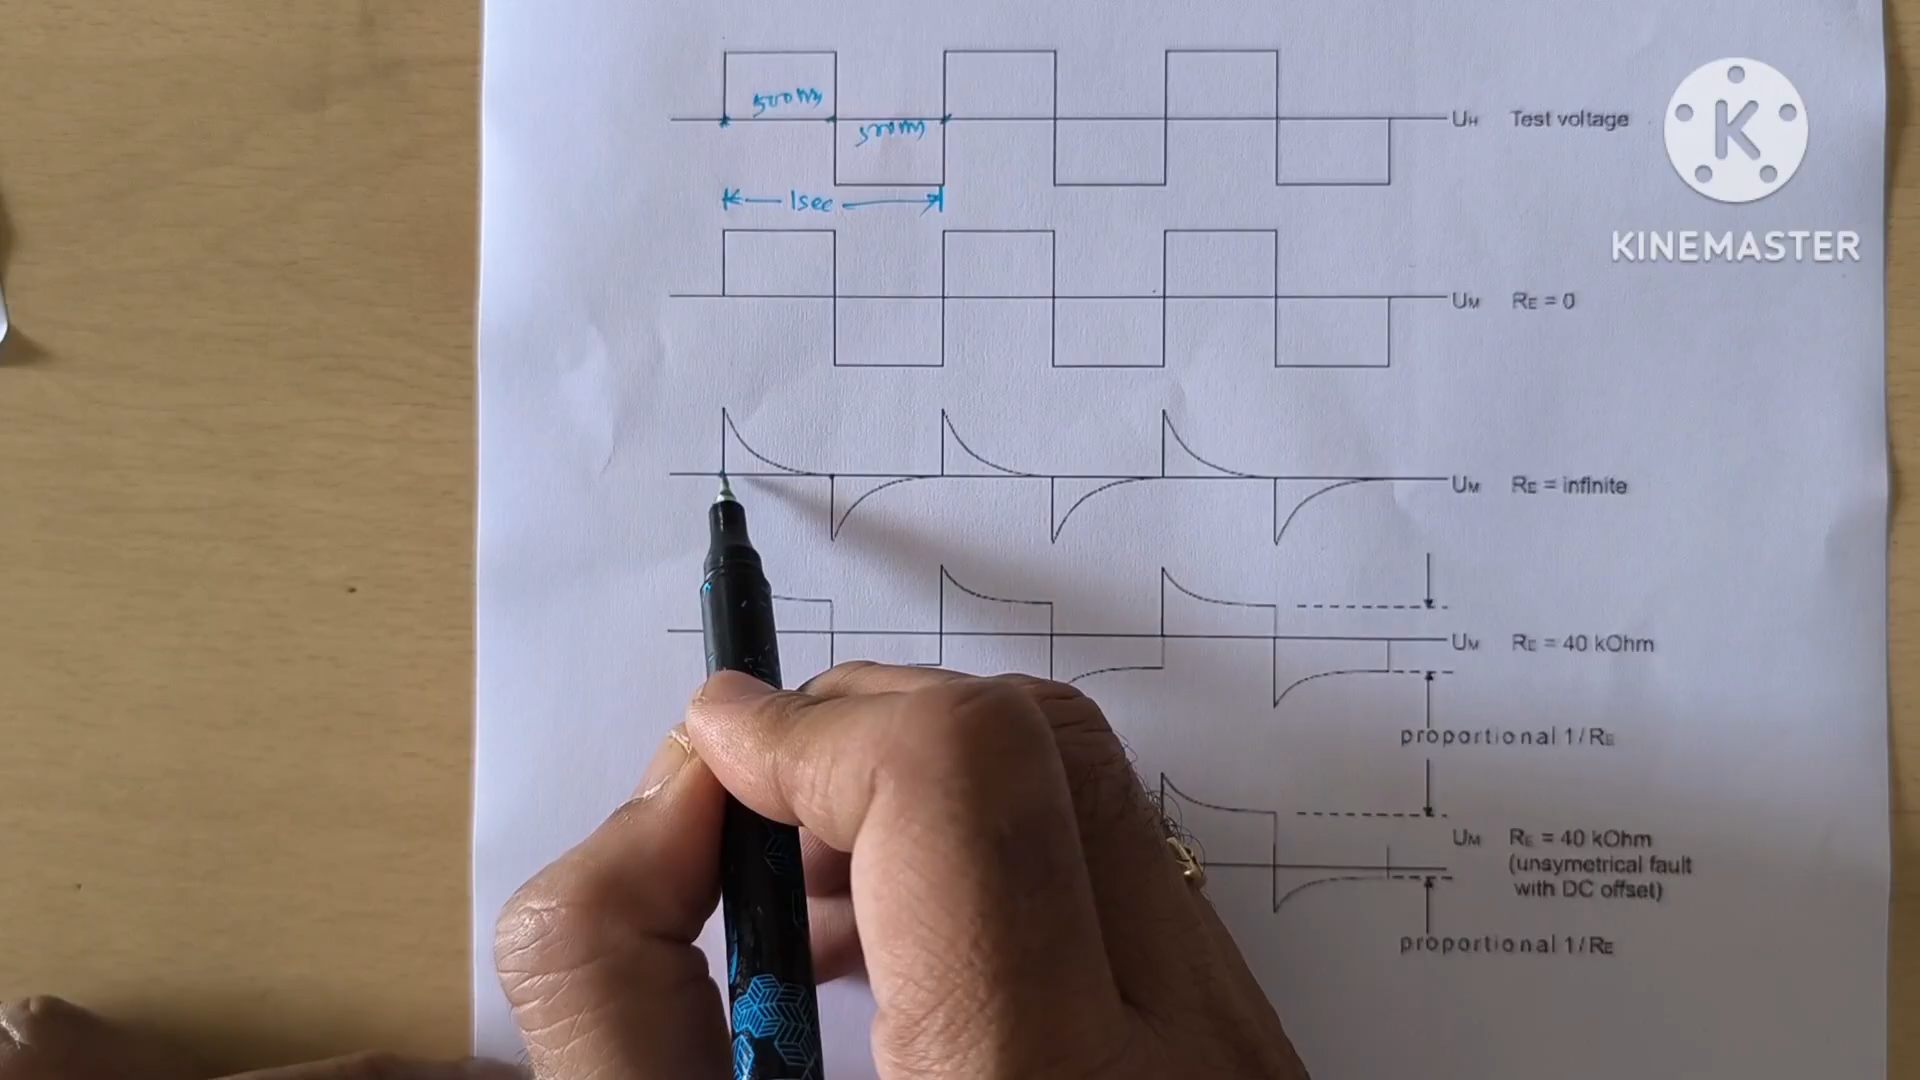 500ms
UH Test voltage
500ms
1sec
KINEMASTER
UM RE = 0
UM RE = infinite
UM RE = 40 kOhm
proportional 1/RE
UM RE = 40 kOhm
(unsymetrical fault
with DC offset)
proportional 1/RE